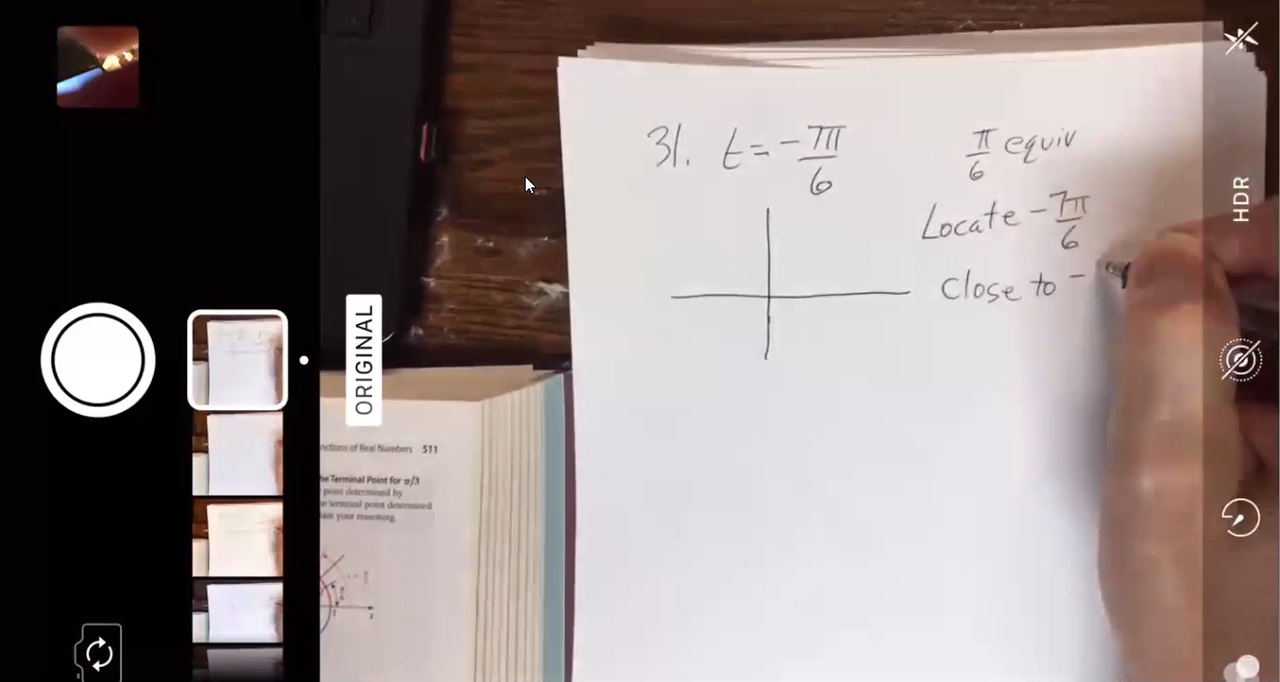 31. t = -7π/6
π/6 equiv
Locate -7π/6
Close to -
HDR
ORIGINAL
nctions of Real Numbers 511
he Terminal Point for π/3
point determined by
terminal point determined
your reasoning.